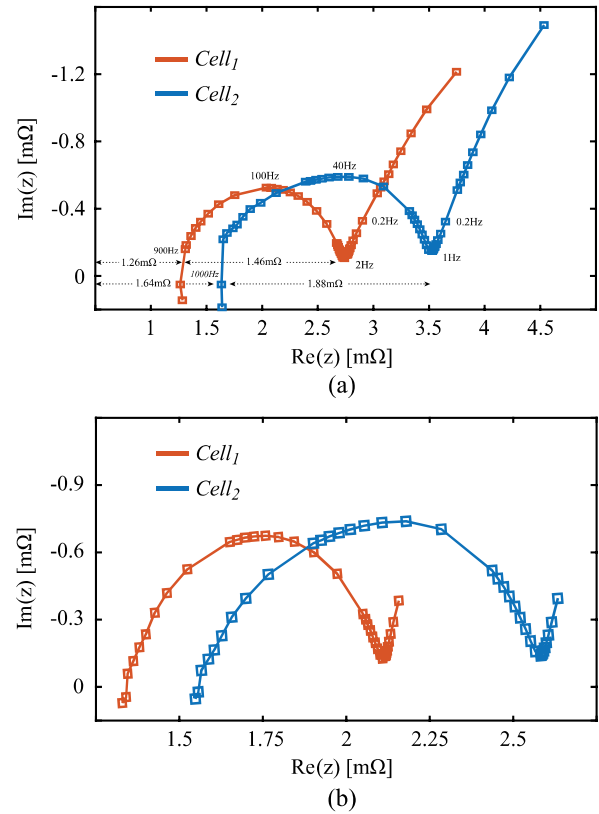 Cell1
Cell2
-1.2
-0.8
-0.4
0
Im(z) [mΩ]
100Hz
40Hz
900Hz
1000Hz
0.2Hz
0.2Hz
2Hz
1Hz
1.26mΩ
1.46mΩ
1.64mΩ
1.88mΩ
1 1.5 2 2.5 3 3.5 4 4.5
Re(z) [mΩ]
(a)
Cell1
Cell2
-0.9
-0.6
-0.3
0
Im(z) [mΩ]
1.5 1.75 2 2.25 2.5
Re(z) [mΩ]
(b)